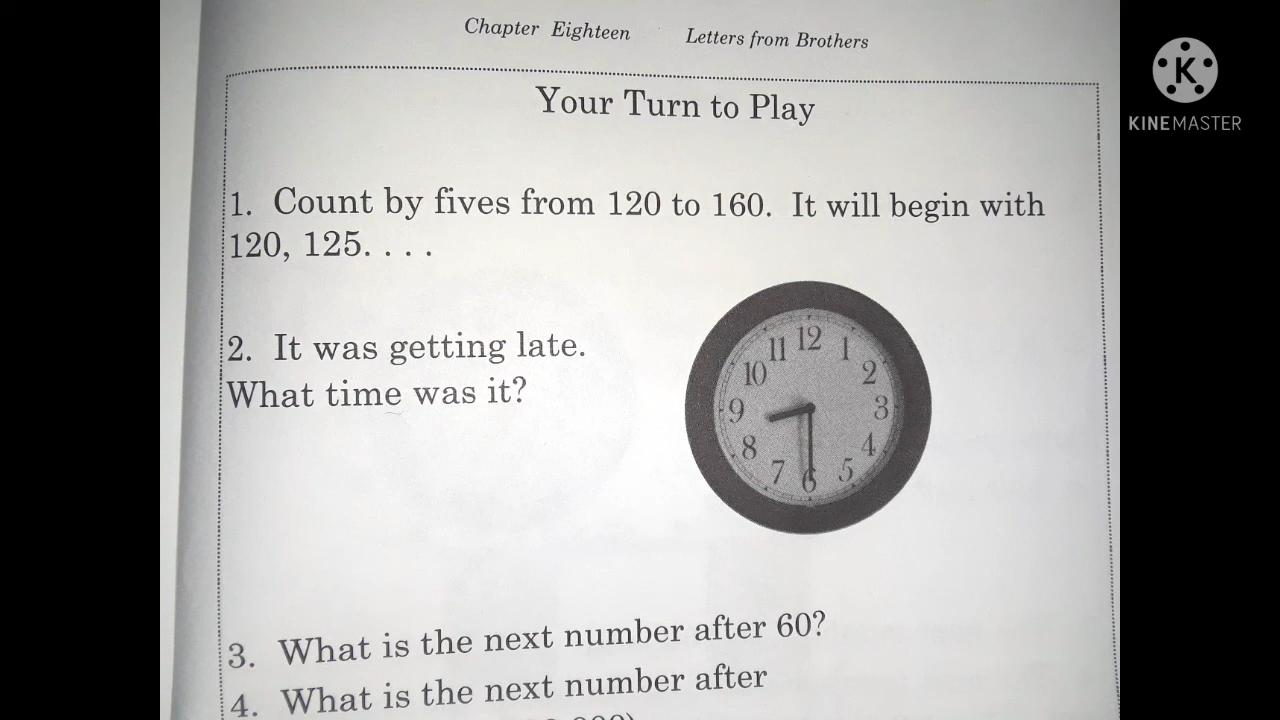 Chapter Eighteen Letters from Brothers
KINEMASTER
Your Turn to Play
1. Count by fives from 120 to 160. It will begin with
120, 125. . . .
2. It was getting late.
What time was it?
12
11 1
10 2
9 3
8 4
7 5
6
3. What is the next number after 60?
4. What is the next number after